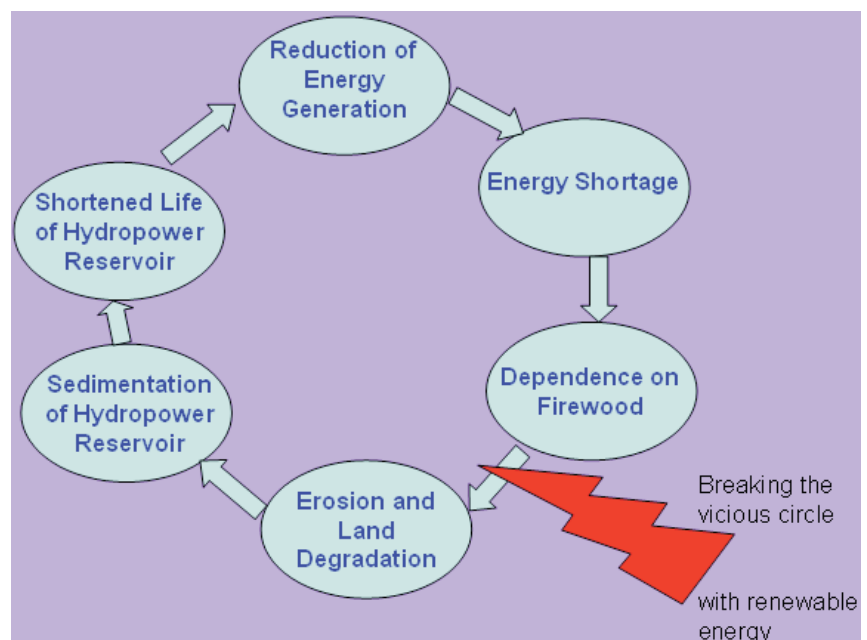 Reduction of
Energy
Generation
Energy Shortage
Dependence on
Firewood
Erosion and
Land
Degradation
Sedimentation
of Hydropower
Reservoir
Shortened Life
of Hydropower
Reservoir
Breaking the
vicious circle
with renewable
energy